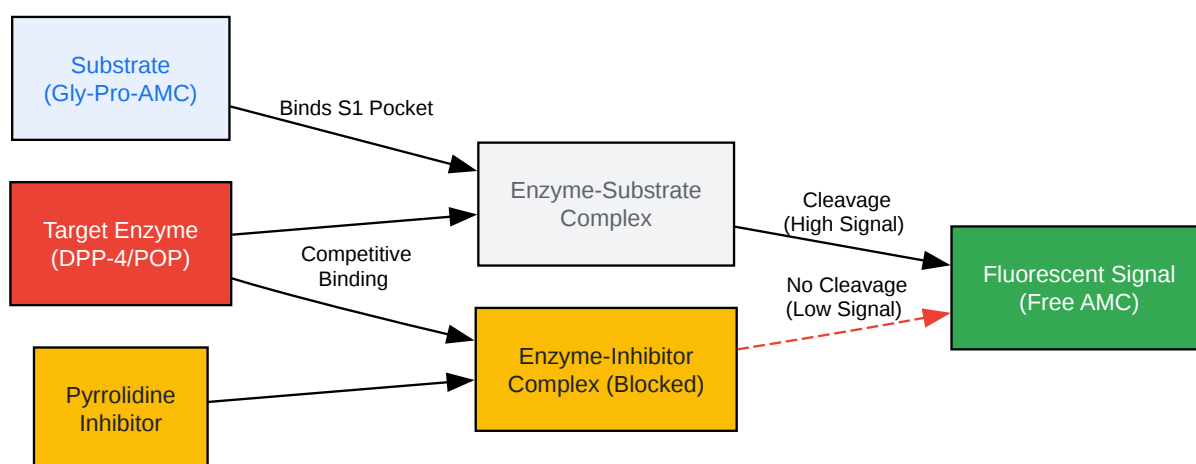 Substrate
(Gly-Pro-AMC)
Binds S1 Pocket
Target Enzyme
(DPP-4/POP)
Competitive
Binding
Pyrrolidine
Inhibitor
Enzyme-Substrate
Complex
Enzyme-Inhibitor
Complex (Blocked)
Cleavage
(High Signal)
No Cleavage
(Low Signal)
Fluorescent Signal
(Free AMC)